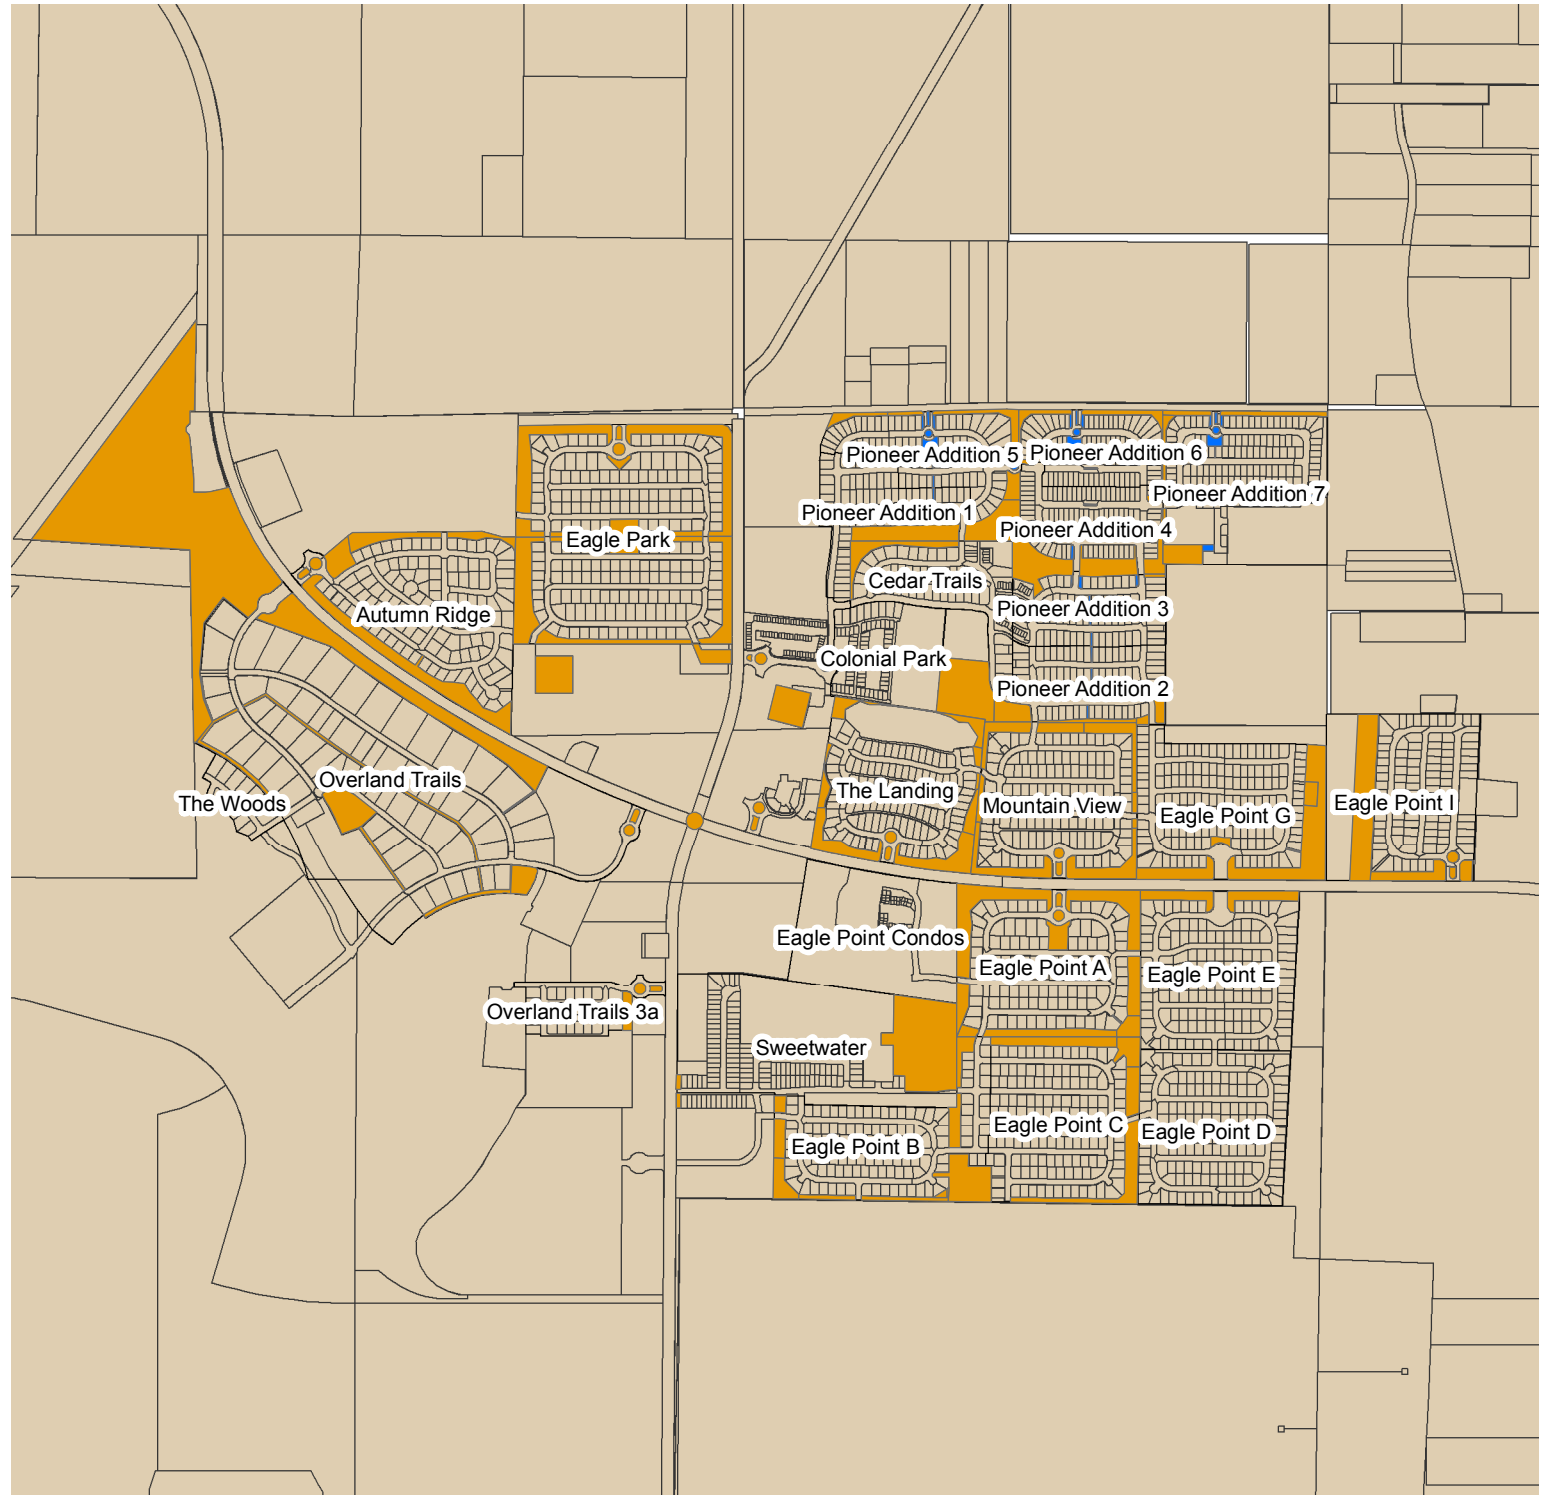 Pioneer Addition 5
Pioneer Addition 6
Pioneer Addition 7
Pioneer Addition 1
Pioneer Addition 4
Eagle Park
Cedar Trails
Autumn Ridge
Pioneer Addition 3
Colonial Park
Pioneer Addition 2
Overland Trails
The Landing
The Woods
Mountain View
Eagle Point I
Eagle Point G
Eagle Point Condos
Eagle Point A
Eagle Point E
Overland Trails 3a
Sweetwater
Eagle Point C
Eagle Point D
Eagle Point B